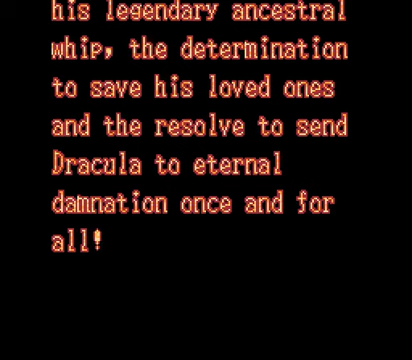 his legendary ancestral
whip, the determination
to save his loved ones
and the resolve to send
Dracula to eternal
damnation once and for
all!